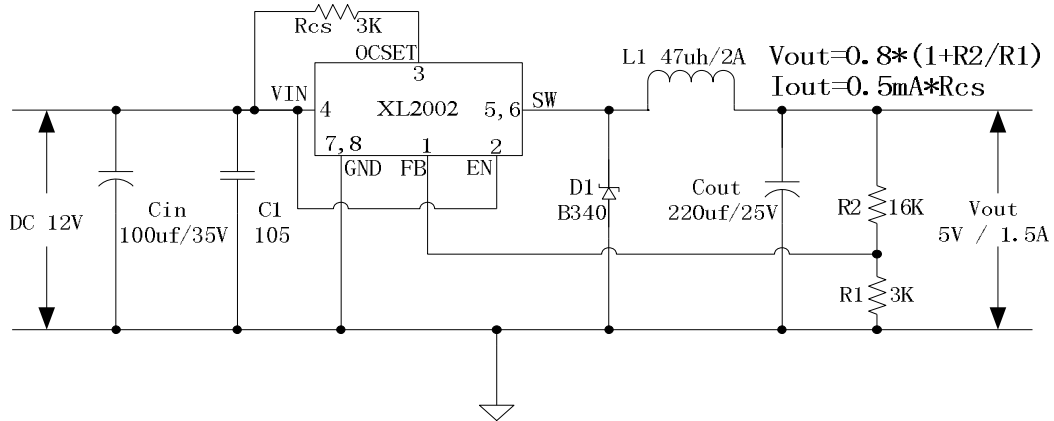 Rcs 3K
OCSET
3
L1 47uh/2A
Vout=0.8*(1+R2/R1)
Iout=0.5mA*Rcs
VIN
4
XL2002
5,6
SW
7,8
1
2
GND
FB
EN
DC 12V
Cin
100uf/35V
C1
105
D1
B340
Cout
220uf/25V
R2
16K
Vout
5V / 1.5A
R1
3K